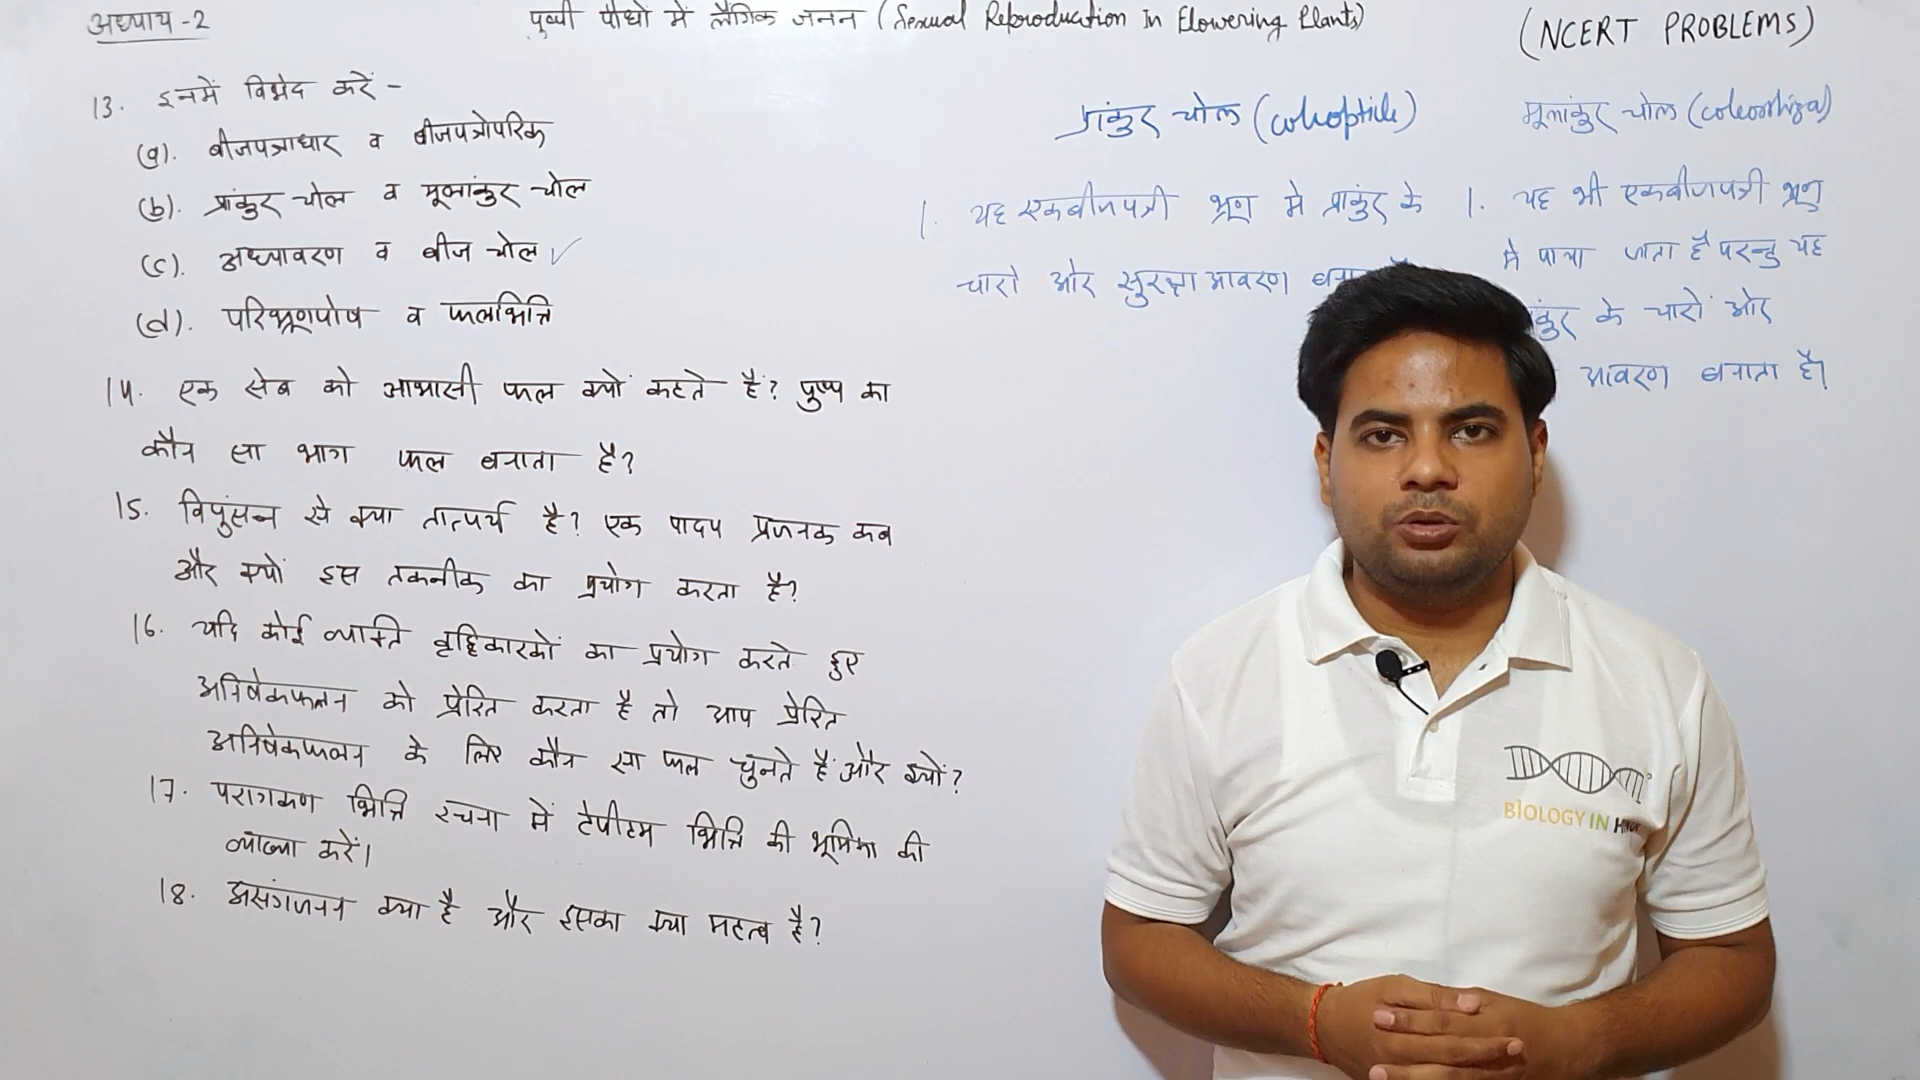 अध्याय -2
पुष्पी पौधों में लैंगिक जनन (Sexual Reproduction In Flowering Plants)
(NCERT PROBLEMS)
13. इनमें विभेद करें -
(a). बीजपत्राधार व बीजपत्रोपरिक
(b). प्रांकुर चोल व मूलांकुर चोल
(c). अध्यावरण व बीज चोल ✓
(d). परिभ्रूणपोष व फलभित्ति
14. एक सेब को आभासी फल क्यों कहते हैं? पुष्प का
कौन सा भाग फल बनाता है?
15. विपुंसन से क्या तात्पर्य है? एक पादप प्रजनक कब
और क्यों इस तकनीक का प्रयोग करता है?
16. यदि कोई व्यक्ति वृद्धिकारकों का प्रयोग करते हुए
अनिषेकफलन को प्रेरित करता है तो आप प्रेरित
अनिषेकफलन के लिए कौन सा फल चुनते हैं और क्यों?
17. परागकण भित्ति रचना में टेपीटम भित्ति की भूमिका की
व्याख्या करें।
18. असंगजनन क्या है और इसका क्या महत्व है?
प्रांकुर चोल (coleoptile)
1. यह एकबीजपत्री भ्रूण मे प्रांकुर के
चारो ओर सुरक्षा आवरण
मूलांकुर चोल (coleorhiza)
1. यह भी एकबीजपत्री भ्रूण
मे पाया जाता है परन्तु यह
के चारों ओर
आवरण बनाता है।
BIOLOGY IN